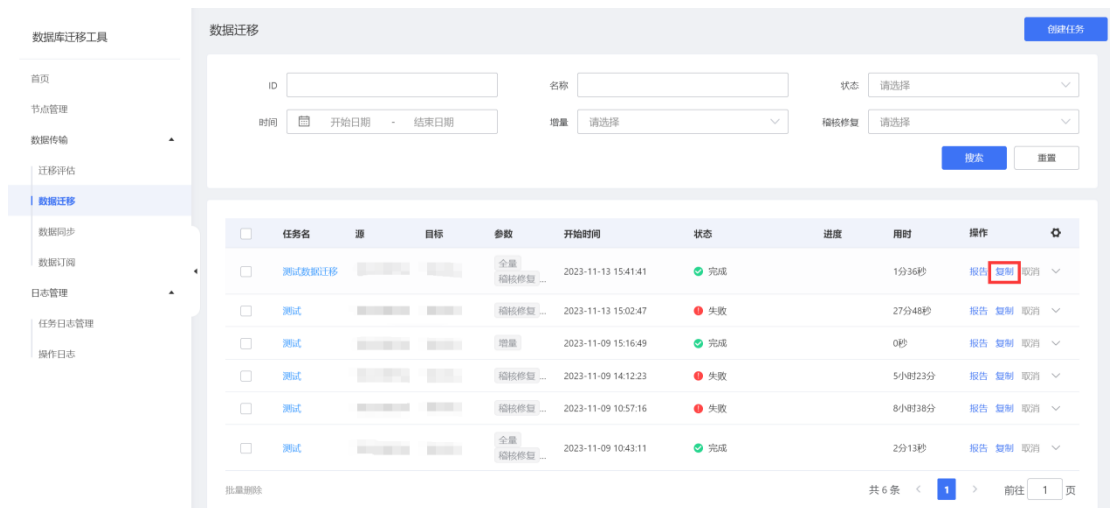 数据库迁移工具
首页
节点管理
数据传输
迁移评估
数据迁移
数据同步
数据订阅
日志管理
任务日志管理
操作日志
数据迁移 创建任务
ID 名称 状态 请选择
时间 开始日期 - 结束日期 增量 请选择 稽核修复 请选择
搜索 重置
任务名 源 目标 参数 开始时间 状态 进度 用时 操作
测试数据迁移 全量 稽核修复 ... 2023-11-13 15:41:41 完成 1分36秒 报告 复制 取消
测试 稽核修复 ... 2023-11-13 15:02:47 失败 27分48秒 报告 复制 取消
测试 增量 2023-11-09 15:16:49 完成 0秒 报告 复制 取消
测试 稽核修复 ... 2023-11-09 14:12:23 失败 5小时23分 报告 复制 取消
测试 稽核修复 ... 2023-11-09 10:57:16 失败 8小时38分 报告 复制 取消
测试 全量 稽核修复 ... 2023-11-09 10:43:11 完成 2分13秒 报告 复制 取消
批量删除 共 6 条 < 1 > 前往 1 页